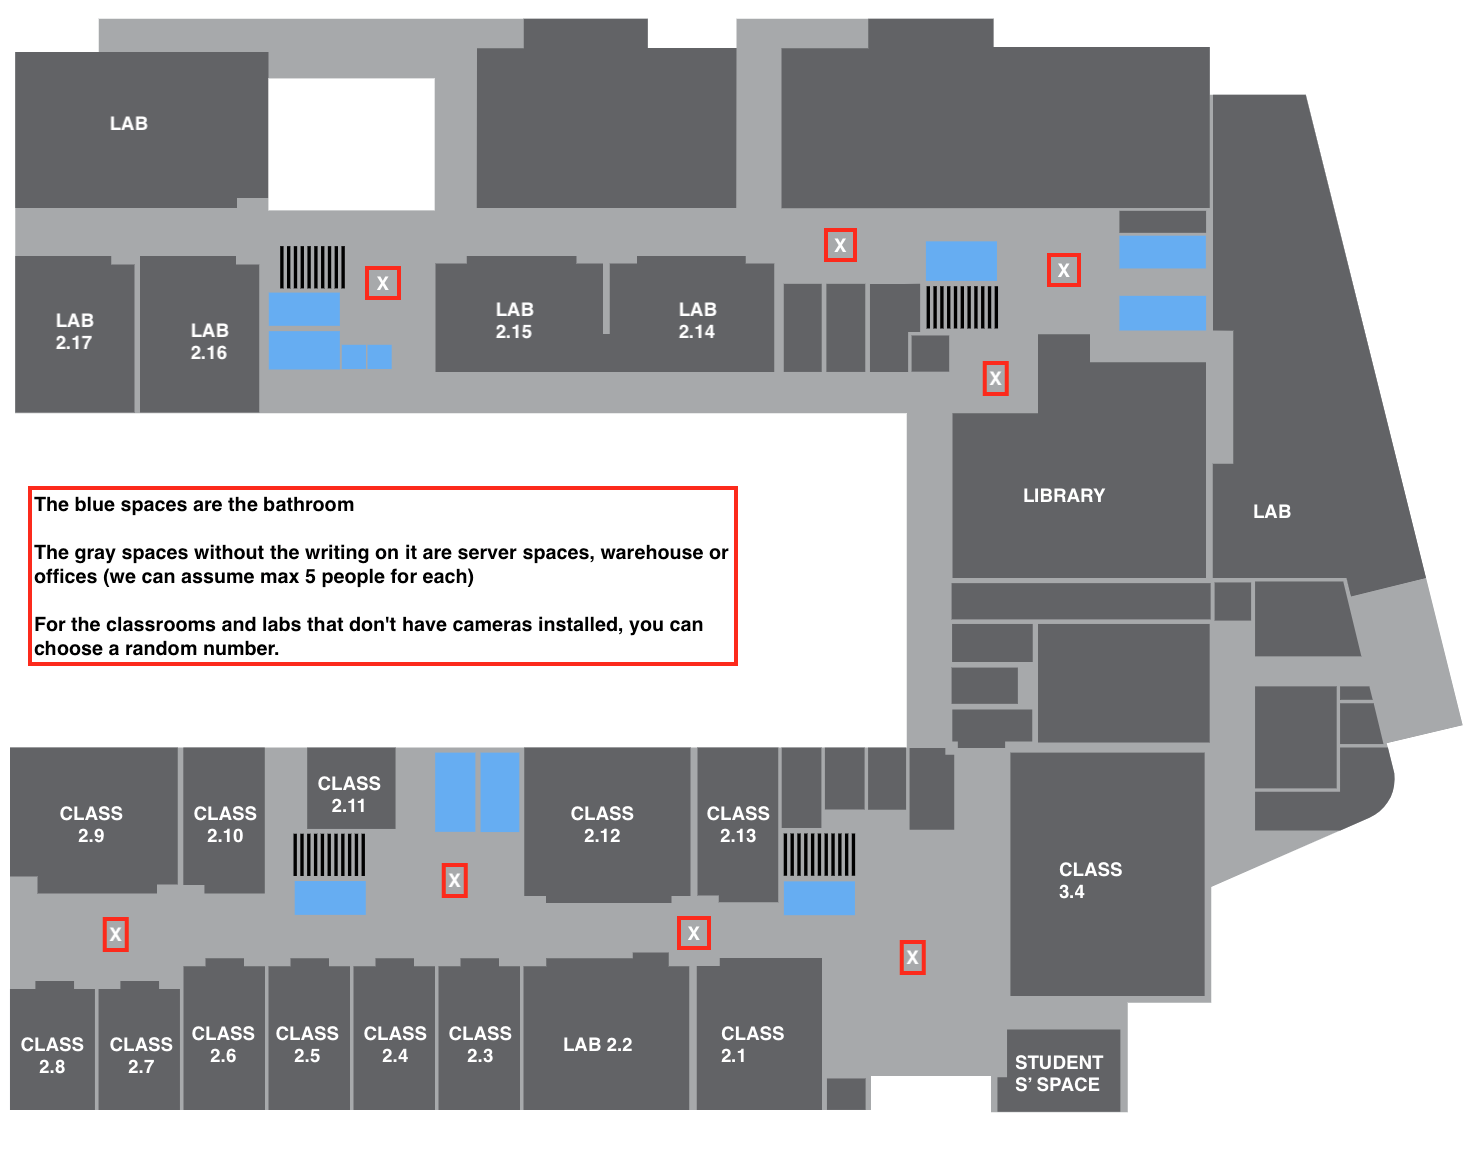 LAB
X
X
X
LAB
2.17
LAB
2.16
LAB
2.15
LAB
2.14
X
The blue spaces are the bathroom
The gray spaces without the writing on it are server spaces, warehouse or
offices (we can assume max 5 people for each)
For the classrooms and labs that don't have cameras installed, you can
choose a random number.
LIBRARY
LAB
CLASS
2.9
CLASS
2.10
CLASS
2.11
CLASS
2.12
CLASS
2.13
CLASS
3.4
X
X
X
X
CLASS
2.8
CLASS
2.7
CLASS
2.6
CLASS
2.5
CLASS
2.4
CLASS
2.3
LAB 2.2
CLASS
2.1
STUDENT
S’ SPACE